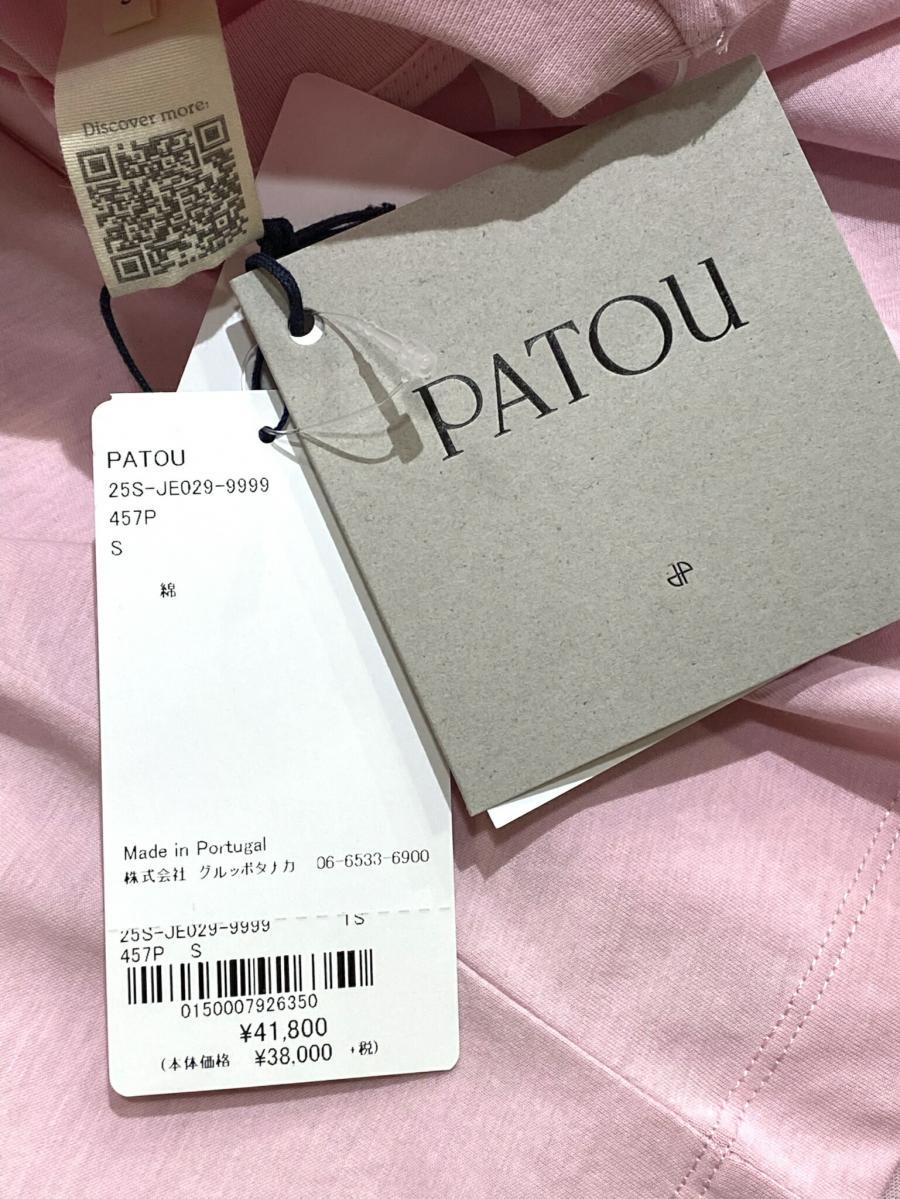 Discover more:
PATOU
JP
PATOU
25S-JE029-9999
457P
S
綿
Made in Portugal
株式会社 グルッポタナカ 06-6533-6900
25S-JE029-9999 TS
457P S
0150007926350
¥41,800
(本体価格 ¥38,000 +税)